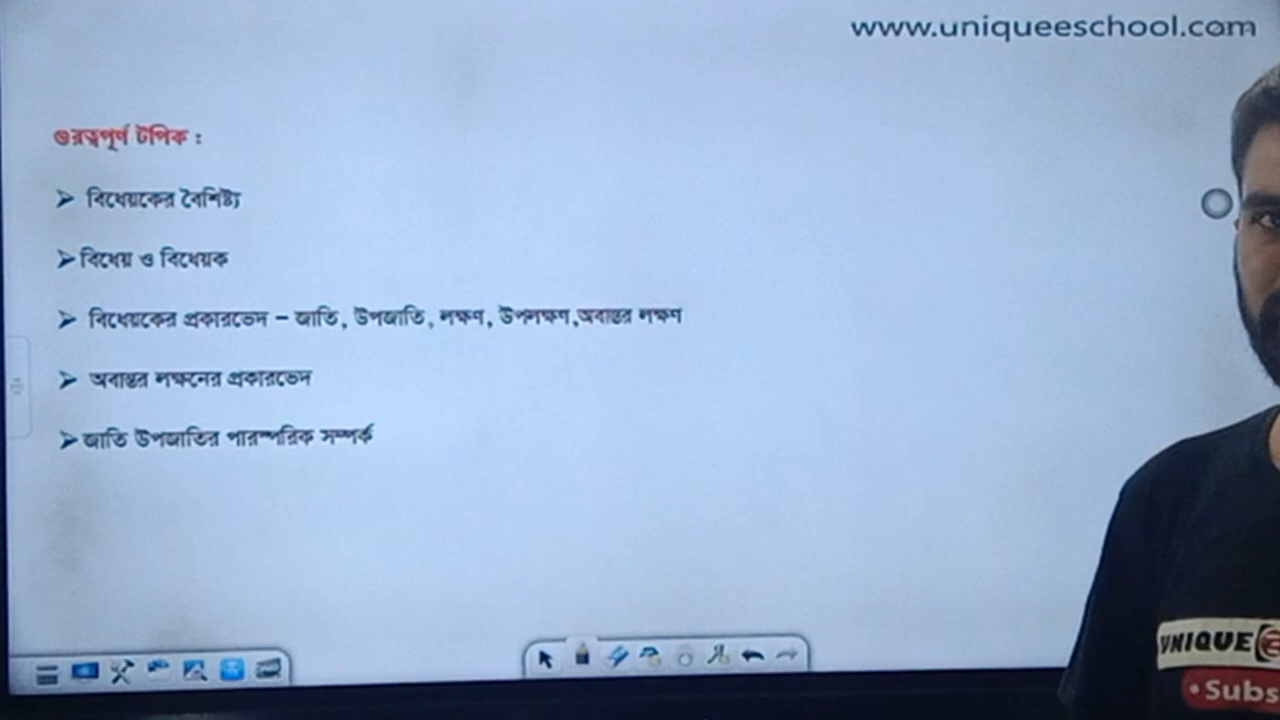 www.uniqueeschool.com
গুরত্বপূর্ণ টপিক :
➤ বিধেয়কের বৈশিষ্ট্য
➤ বিধেয় ও বিধেয়ক
➤ বিধেয়কের প্রকারভেদ – জাতি, উপজাতি, লক্ষণ, উপলক্ষণ,অবান্তর লক্ষণ
➤ অবান্তর লক্ষনের প্রকারভেদ
➤ জাতি উপজাতির পারস্পরিক সম্পর্ক
UNIQUE
Subs